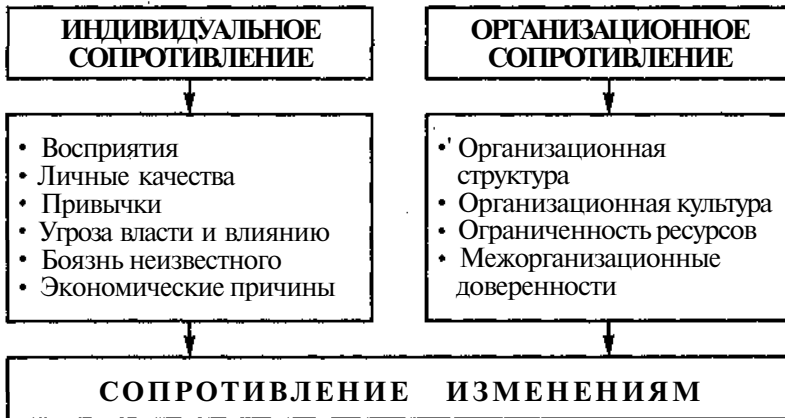 ИНДИВИДУАЛЬНОЕ
СОПРОТИВЛЕНИЕ
• Восприятия
• Личные качества
• Привычки
• Угроза власти и влиянию
• Боязнь неизвестного
• Экономические причины
ОРГАНИЗАЦИОННОЕ
СОПРОТИВЛЕНИЕ
• Организационная
структура
• Организационная культура
• Ограниченность ресурсов
• Межорганизационные
доверенности
СОПРОТИВЛЕНИЕ ИЗМЕНЕНИЯМ